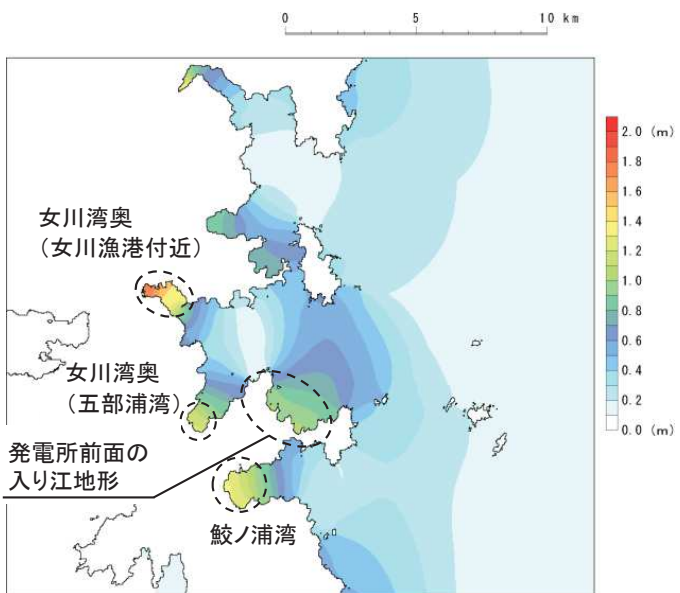 0 5 10 km
2.0 (m)
1.8
1.6
1.4
1.2
1.0
0.8
0.6
0.4
0.2
0.0 (m)
女川湾奥
(女川漁港付近)
女川湾奥
(五部浦湾)
発電所前面の
入り江地形
鮫ノ浦湾